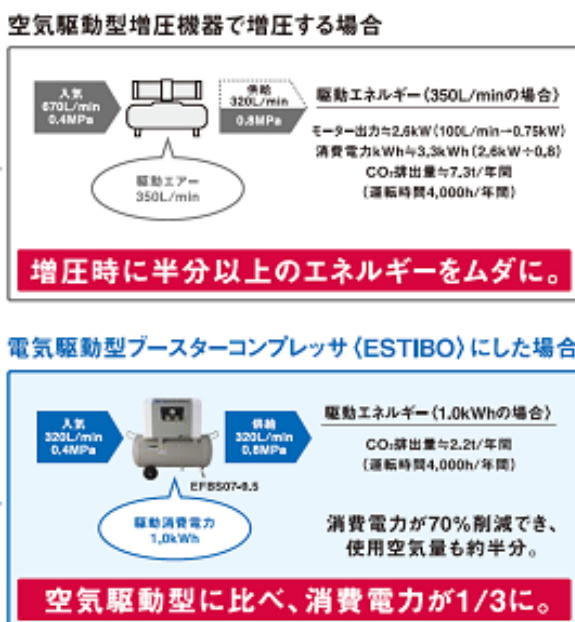 空気駆動型増圧機器で増圧する場合
入気
670L/min
0.4MPa
供給
320L/min
0.8MPa
駆動エアー
350L/min
駆動エネルギー(350L/minの場合)
モーター出力≒2.6kW(100L/min→0.75kW)
消費電力kWh≒3.3kWh(2.6kW÷0.8)
CO₂排出量≒7.3t/年間
(運転時間4,000h/年間)
増圧時に半分以上のエネルギーをムダに。
電気駆動型ブースターコンプレッサ〈ESTIBO〉にした場合
入気
320L/min
0.4MPa
供給
320L/min
0.8MPa
EFBS07-8.5
駆動消費電力
1.0kWh
駆動エネルギー(1.0kWhの場合)
CO₂排出量≒2.2t/年間
(運転時間4,000h/年間)
消費電力が70%削減でき、
使用空気量も約半分。
空気駆動型に比べ、消費電力が1/3に。